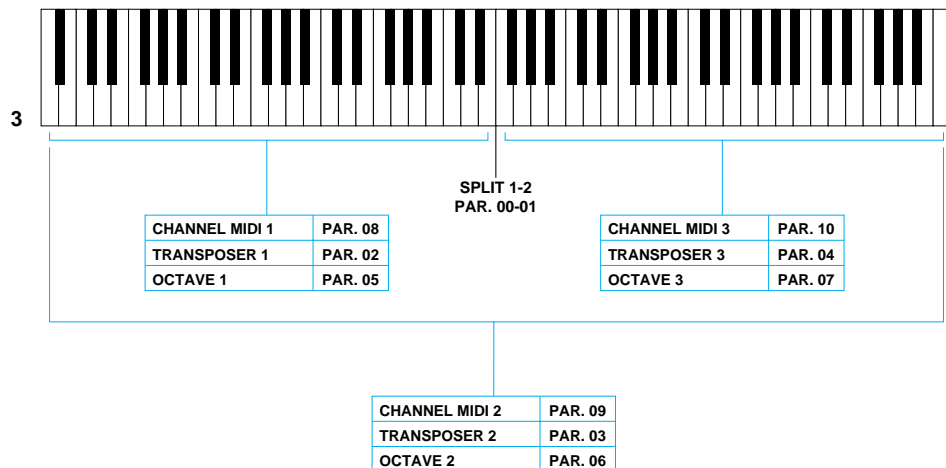 3
SPLIT 1-2
PAR. 00-01
CHANNEL MIDI 1 PAR. 08
TRANSPOSER 1 PAR. 02
OCTAVE 1 PAR. 05
CHANNEL MIDI 3 PAR. 10
TRANSPOSER 3 PAR. 04
OCTAVE 3 PAR. 07
CHANNEL MIDI 2 PAR. 09
TRANSPOSER 2 PAR. 03
OCTAVE 2 PAR. 06